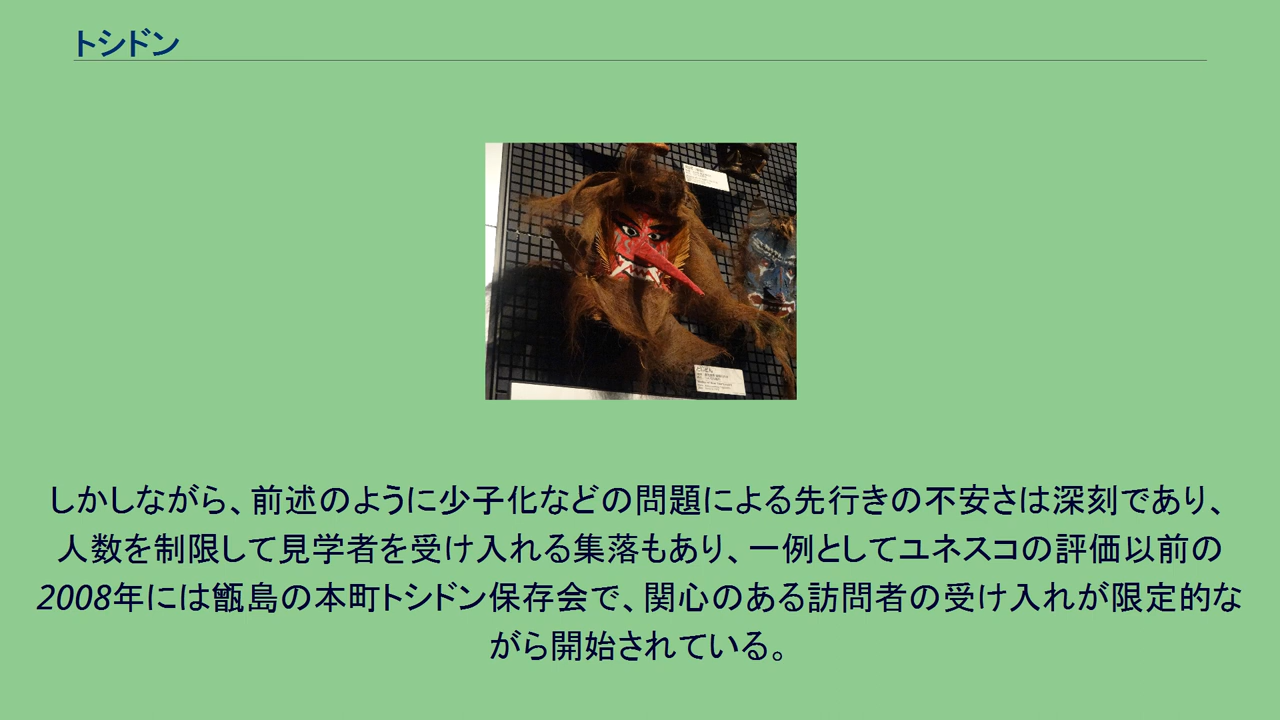 トシドン
しかしながら、前述のように少子化などの問題による先行きの不安さは深刻であり、
人数を制限して見学者を受け入れる集落もあり、一例としてユネスコの評価以前の
2008年には甑島の本町トシドン保存会で、関心のある訪問者の受け入れが限定的な
がら開始されている。